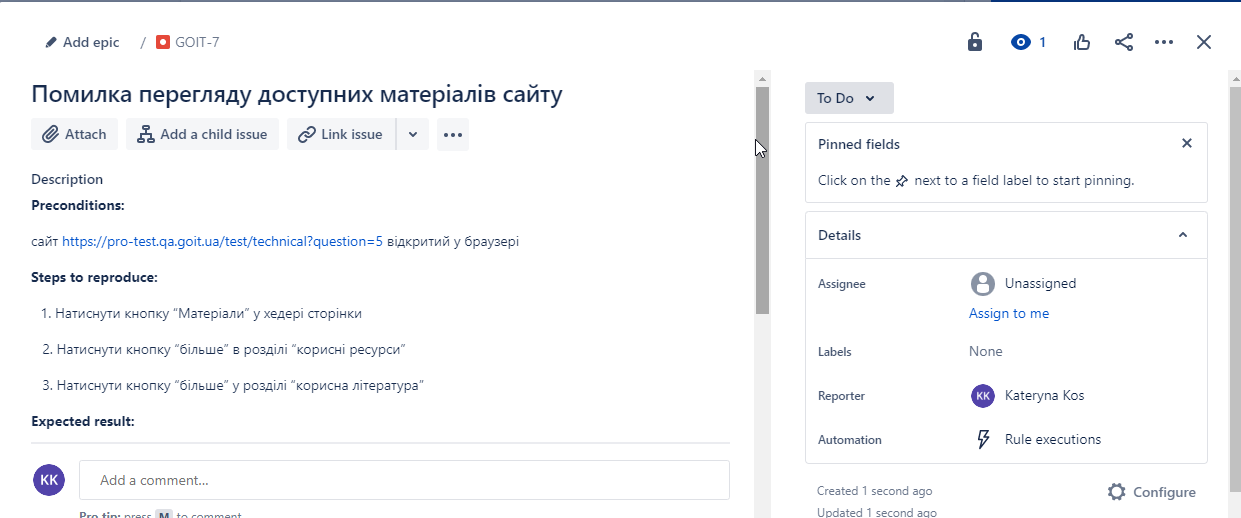 Add epic / GOIT-7
1
Помилка перегляду доступних матеріалів сайту
Attach
Add a child issue
Link issue
Description
Preconditions:
сайт https://pro-test.qa.goit.ua/test/technical?question=5 відкритий у браузері
Steps to reproduce:
1. Натиснути кнопку “Матеріали” у хедері сторінки
2. Натиснути кнопку “більше” в розділі “корисні ресурси”
3. Натиснути кнопку “більше” у розділі “корисна література”
Expected result:
KK
Add a comment...
Pro tip: press M to comment
To Do
Pinned fields
Click on the next to a field label to start pinning.
Details
Assignee
Unassigned
Assign to me
Labels
None
Reporter
KK Kateryna Kos
Automation
Rule executions
Created 1 second ago
Updated 1 second ago
Configure